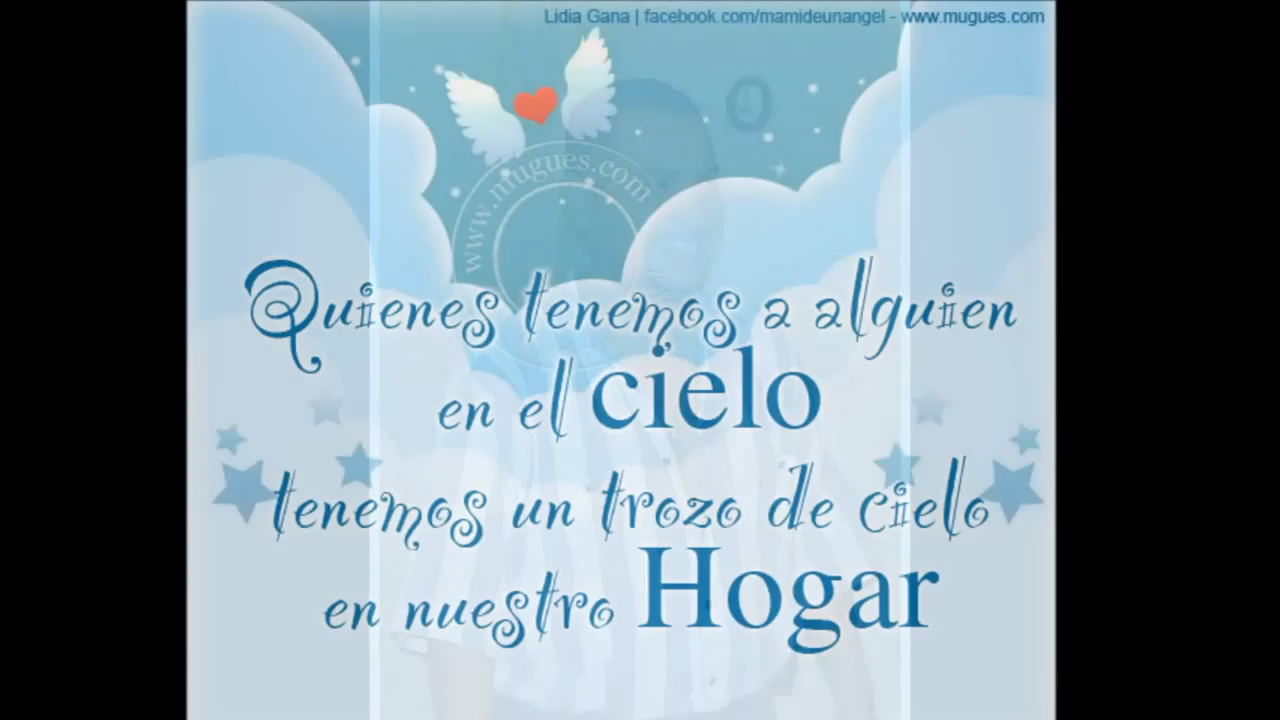 Lidia Gana | facebook.com/mamideunangel - www.mugues.com
www.mugues.com
Quienes tenemos a alguien
en el cielo
tenemos un trozo de cielo
en nuestro Hogar